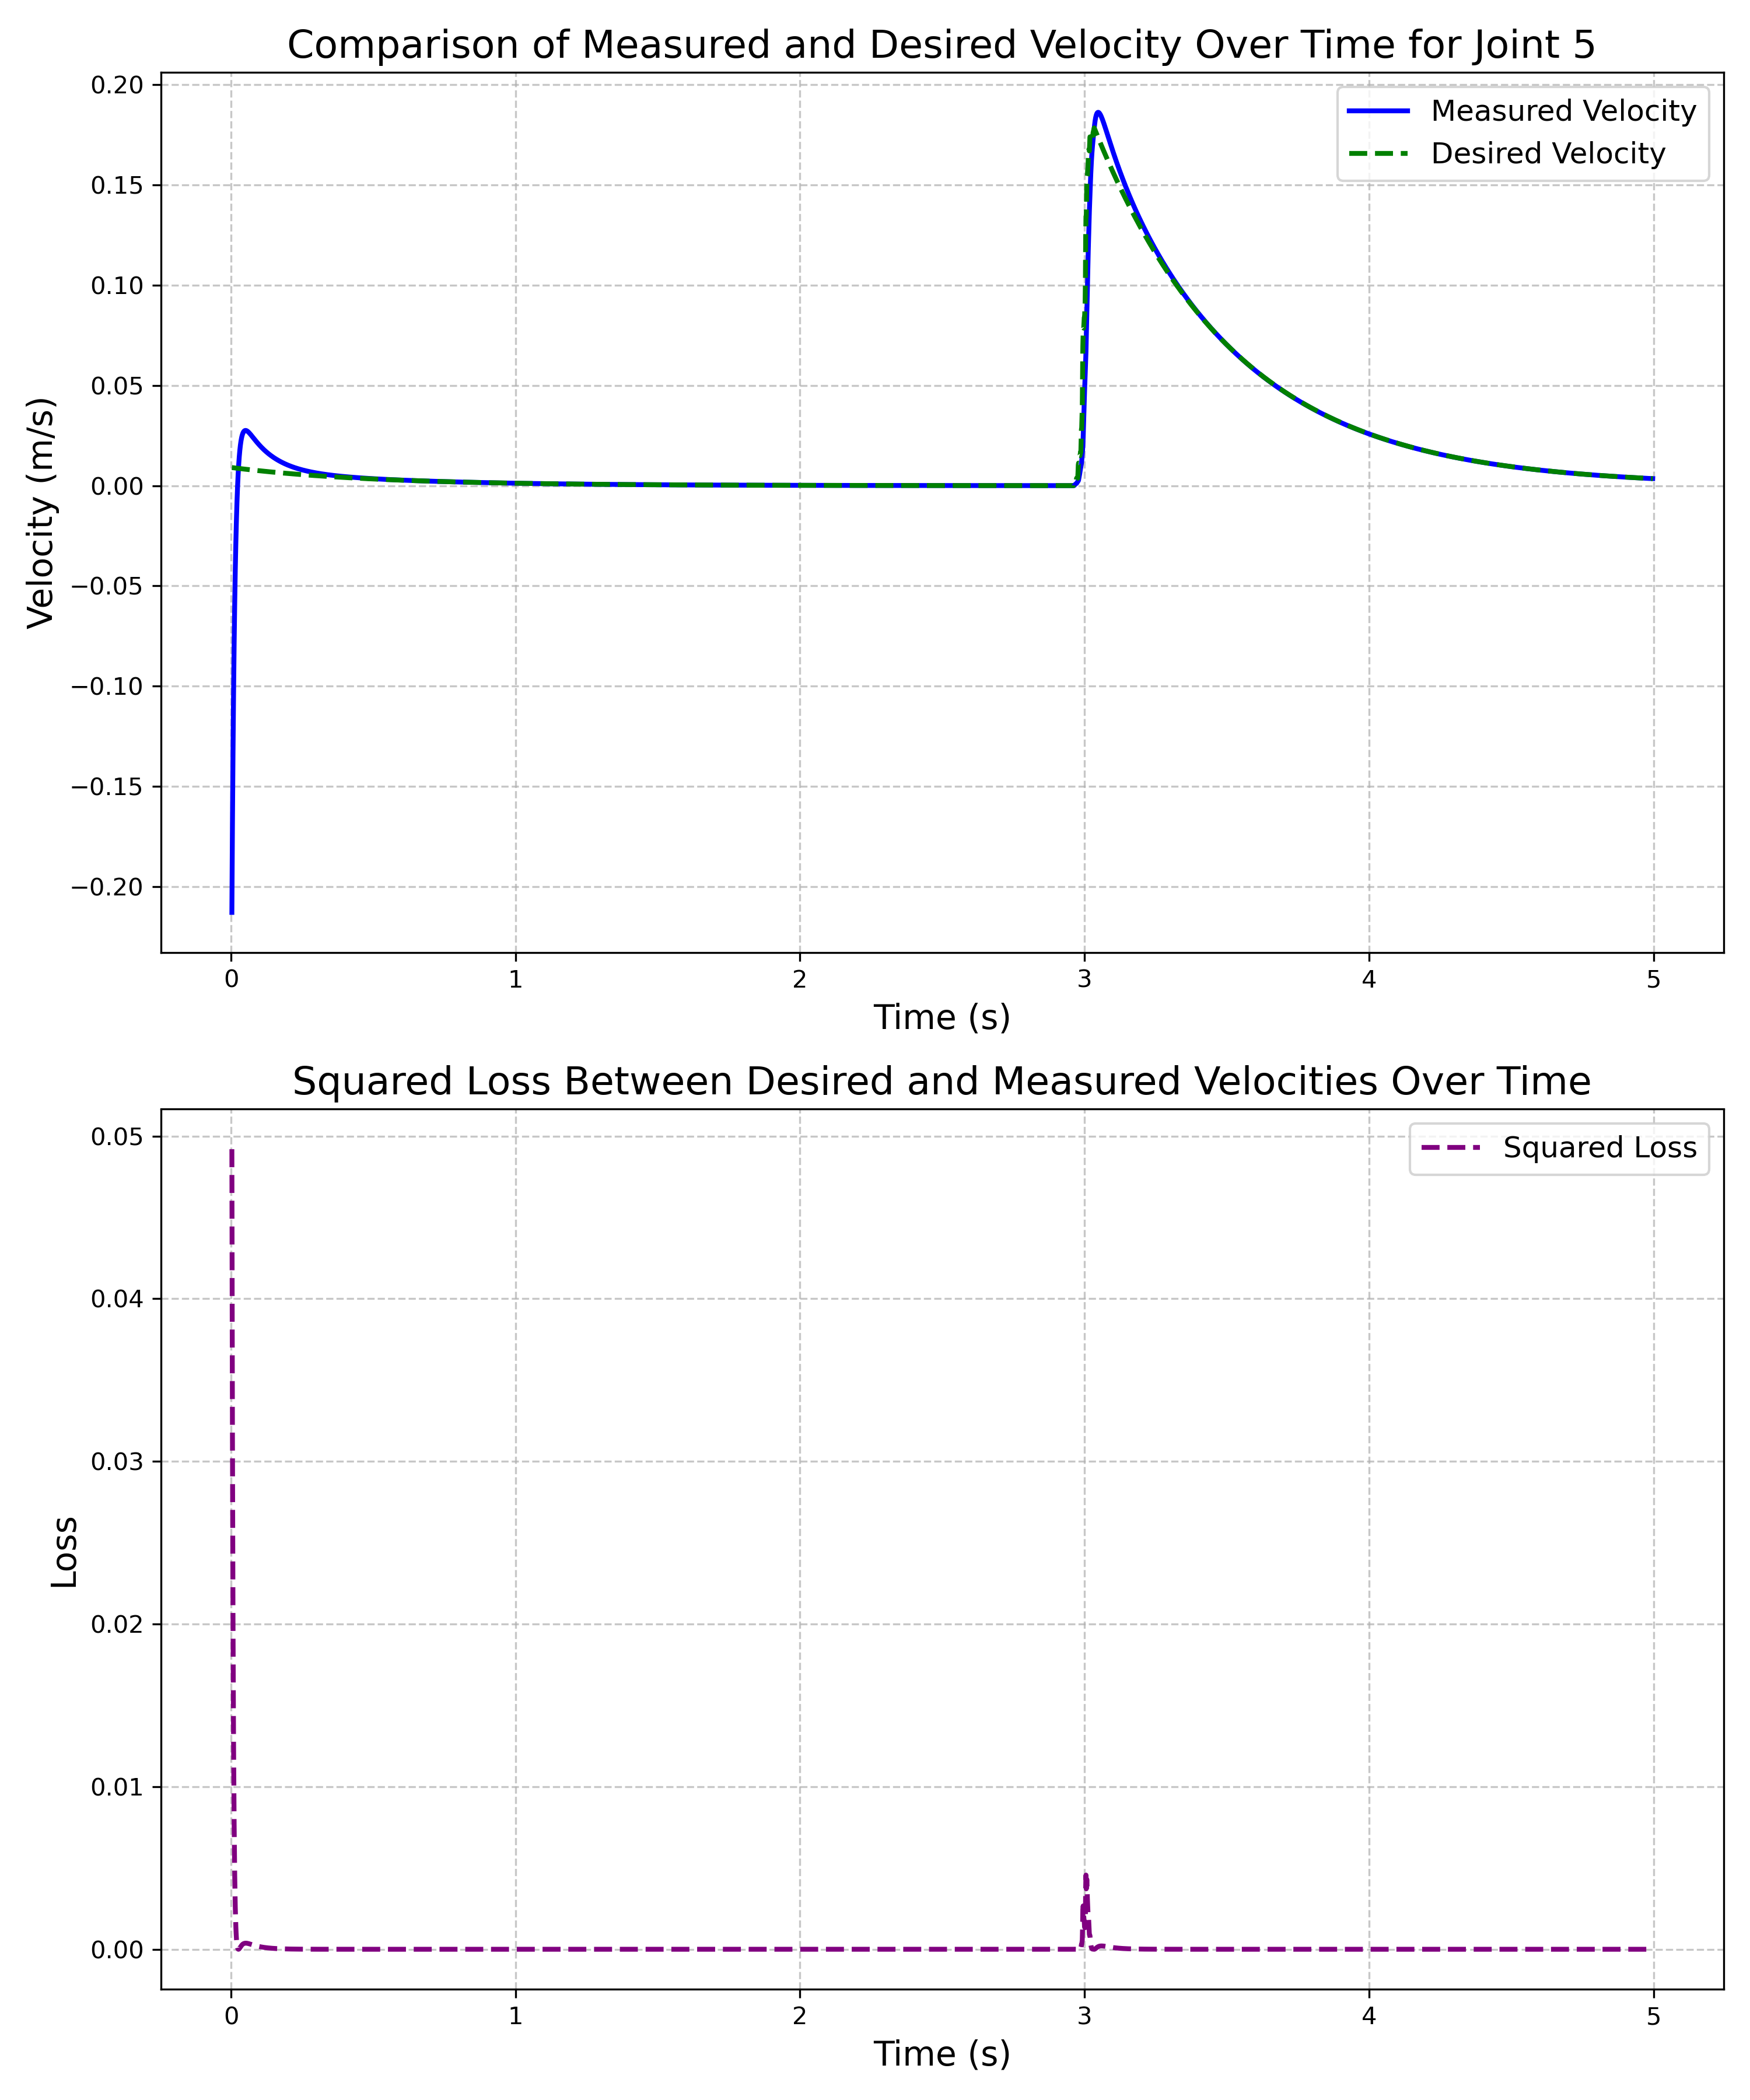 Comparison of Measured and Desired Velocity Over Time for Joint 5
Velocity (m/s)
0.20
0.15
0.10
0.05
0.00
−0.05
−0.10
−0.15
−0.20
Measured Velocity
Desired Velocity
0 1 2 3 4 5
Time (s)
Squared Loss Between Desired and Measured Velocities Over Time
Loss
0.05
0.04
0.03
0.02
0.01
0.00
Squared Loss
0 1 2 3 4 5
Time (s)